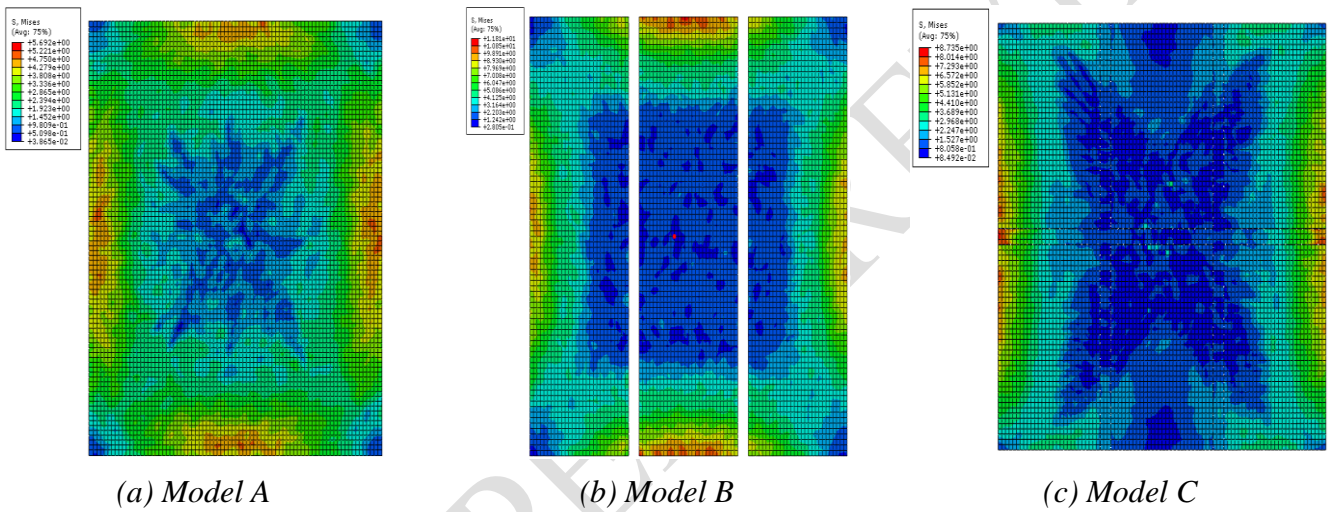 S, Mises
(Avg: 75%)
+5.692e+00
+5.221e+00
+4.750e+00
+4.279e+00
+3.808e+00
+3.336e+00
+2.865e+00
+2.394e+00
+1.923e+00
+1.452e+00
+9.809e-01
+5.098e-01
+3.865e-02
S, Mises
(Avg: 75%)
+1.181e+01
+1.085e+01
+9.891e+00
+8.930e+00
+7.969e+00
+7.008e+00
+6.047e+00
+5.086e+00
+4.125e+00
+3.164e+00
+2.203e+00
+1.242e+00
+2.805e-01
S, Mises
(Avg: 75%)
+8.735e+00
+8.014e+00
+7.293e+00
+6.572e+00
+5.852e+00
+5.131e+00
+4.410e+00
+3.689e+00
+2.968e+00
+2.247e+00
+1.527e+00
+8.058e-01
+8.492e-02
(a) Model A
(b) Model B
(c) Model C